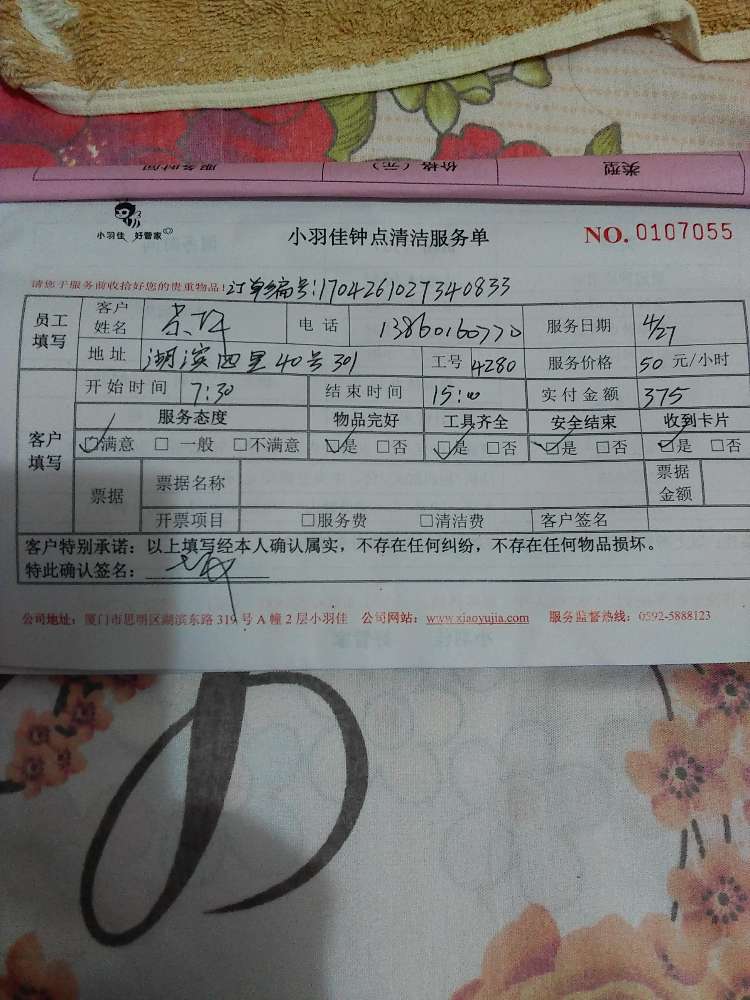 服务时间 价格（元） 类型
小羽佳 好管家
小羽佳钟点清洁服务单 NO. 0107055
请您于服务前收拾好您的贵重物品! 订单编号:1704261027340833
员工填写 客户姓名 电话 13860160770 服务日期 4/27
地址 湖滨四里40号301 工号 4280 服务价格 50 元/小时
开始时间 7:30 结束时间 15:00 实付金额 375
客户填写 服务态度 物品完好 工具齐全 安全结束 收到卡片
☑满意 □ 一般 □不满意 ☑是 □否 ☑是 □否 ☑是 □否 ☑是 □否
票据 票据名称 票据金额
开票项目 □服务费 □清洁费 客户签名
客户特别承诺：以上填写经本人确认属实，不存在任何纠纷，不存在任何物品损坏。
特此确认签名：
公司地址：厦门市思明区湖滨东路 319 号 A 幢 2 层小羽佳 公司网站：www.xiaoyujia.com 服务监督热线：0592-5888123